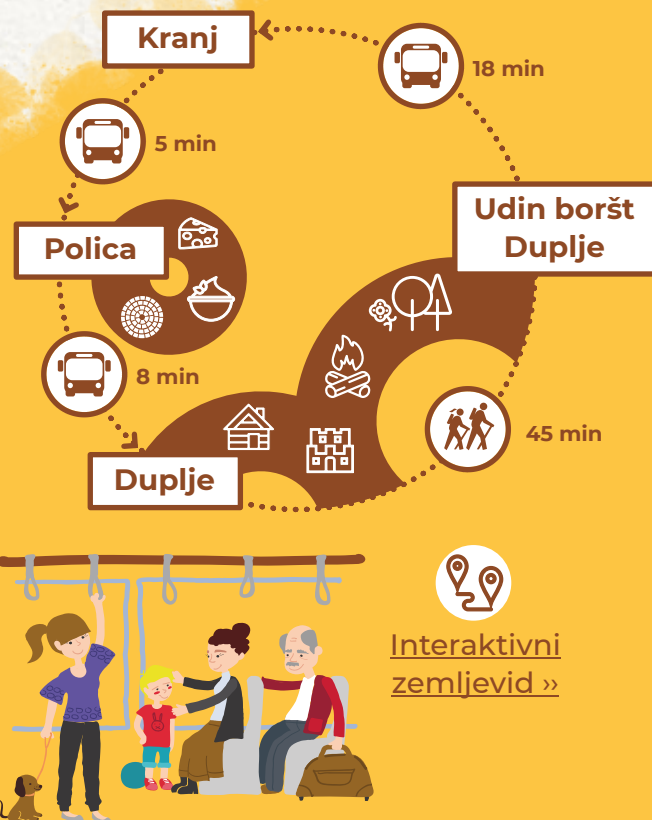 Kranj
18 min
5 min
Udin boršt
Duplje
Polica
8 min
45 min
Duplje
Interaktivni
zemljevid ››